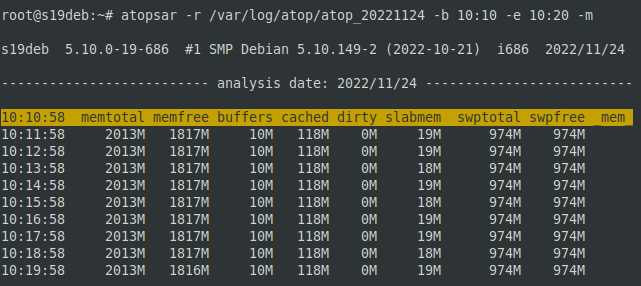 root@s19deb:~# atopsar -r /var/log/atop/atop_20221124 -b 10:10 -e 10:20 -m
s19deb  5.10.0-19-686  #1 SMP Debian 5.10.149-2 (2022-10-21)  i686  2022/11/24
-------------------------- analysis date: 2022/11/24 --------------------------
10:10:58  memtotal memfree buffers cached dirty slabmem  swptotal swpfree _mem_
10:11:58     2013M   1817M     10M   118M    0M    19M      974M    974M
10:12:58     2013M   1817M     10M   118M    0M    19M      974M    974M
10:13:58     2013M   1817M     10M   118M    0M    18M      974M    974M
10:14:58     2013M   1817M     10M   118M    0M    19M      974M    974M
10:15:58     2013M   1817M     10M   118M    0M    18M      974M    974M
10:16:58     2013M   1817M     10M   118M    0M    19M      974M    974M
10:17:58     2013M   1817M     10M   118M    0M    19M      974M    974M
10:18:58     2013M   1817M     10M   118M    0M    18M      974M    974M
10:19:58     2013M   1816M     10M   118M    0M    19M      974M    974M